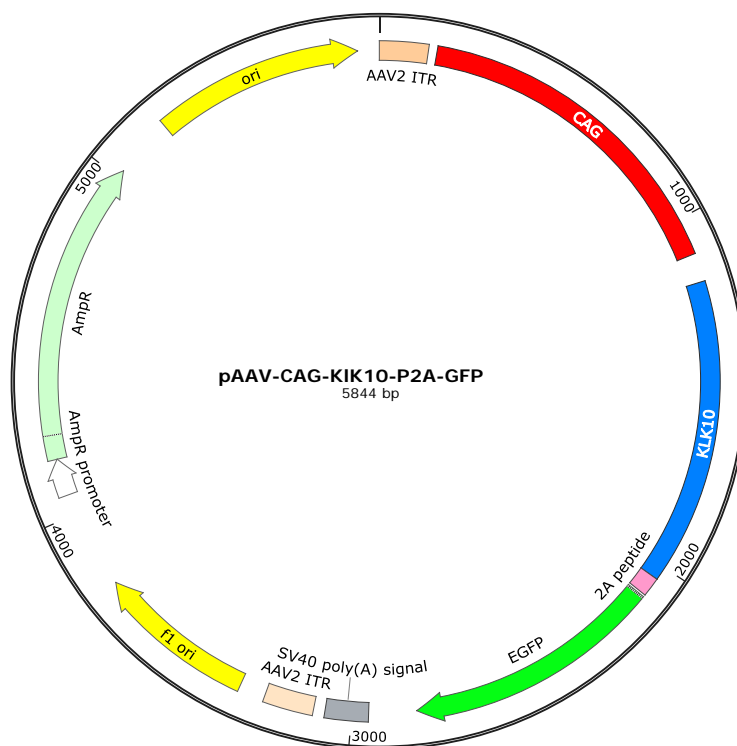 ori
AAV2 ITR
CAG
1000
5000
AmpR
pAAV-CAG-KIK10-P2A-GFP
5844 bp
KLK10
AmpR promoter
4000
2000
2A peptide
EGFP
f1 ori
SV40 poly(A) signal
AAV2 ITR
3000